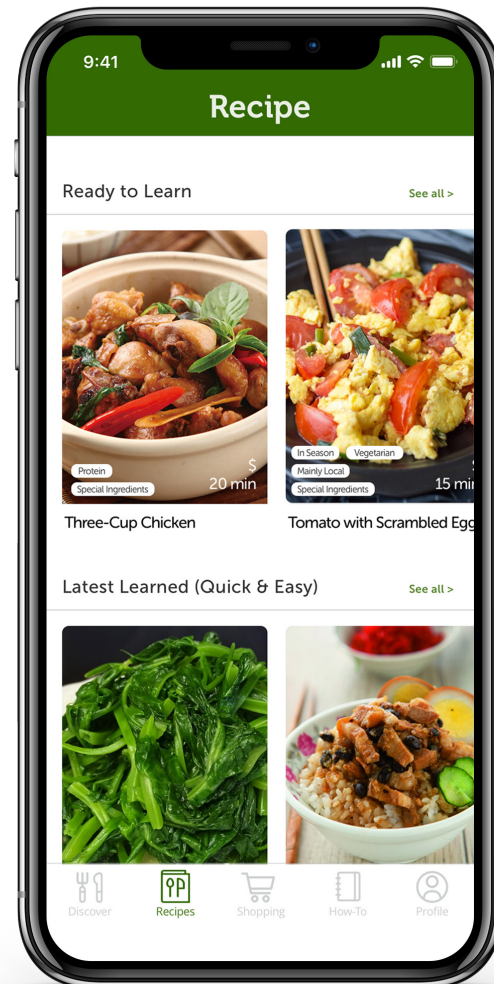 9:41
Recipe
Ready to Learn See all >
Protein
Special Ingredients
$
20 min
In Season Vegetarian
Mainly Local
Special Ingredients
15 min
Three-Cup Chicken Tomato with Scrambled Egg
Latest Learned (Quick & Easy) See all >
Discover Recipes Shopping How-To Profile